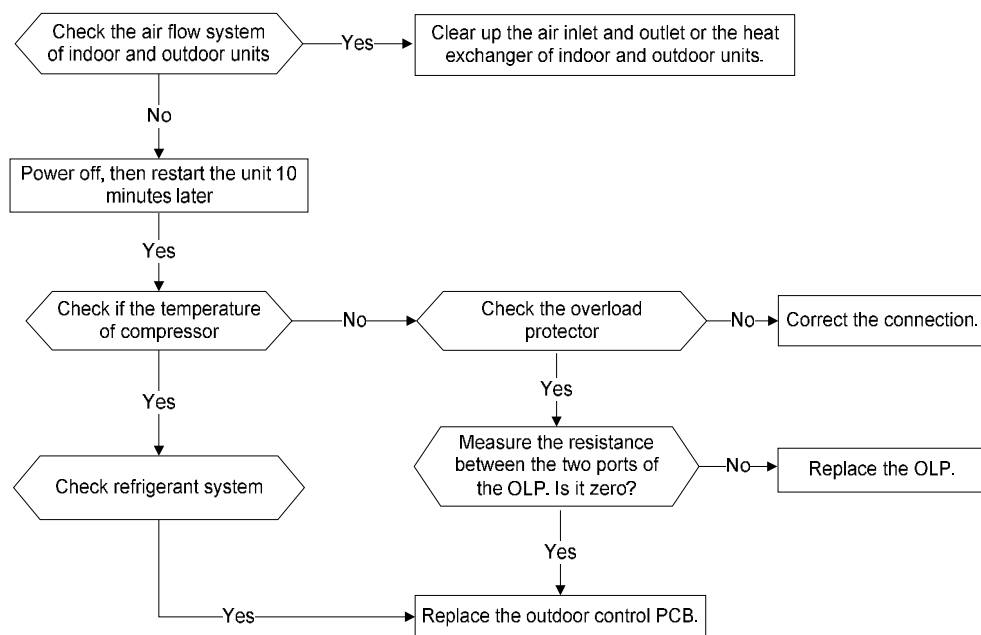 Check the air flow system
of indoor and outdoor units
Yes
Clear up the air inlet and outlet or the heat
exchanger of indoor and outdoor units.
No
Power off, then restart the unit 10
minutes later
Yes
Check if the temperature
of compressor
No
Check the overload
protector
No
Correct the connection.
Yes
Yes
Check refrigerant system
Measure the resistance
between the two ports of
the OLP. Is it zero?
No
Replace the OLP.
Yes
Yes
Replace the outdoor control PCB.